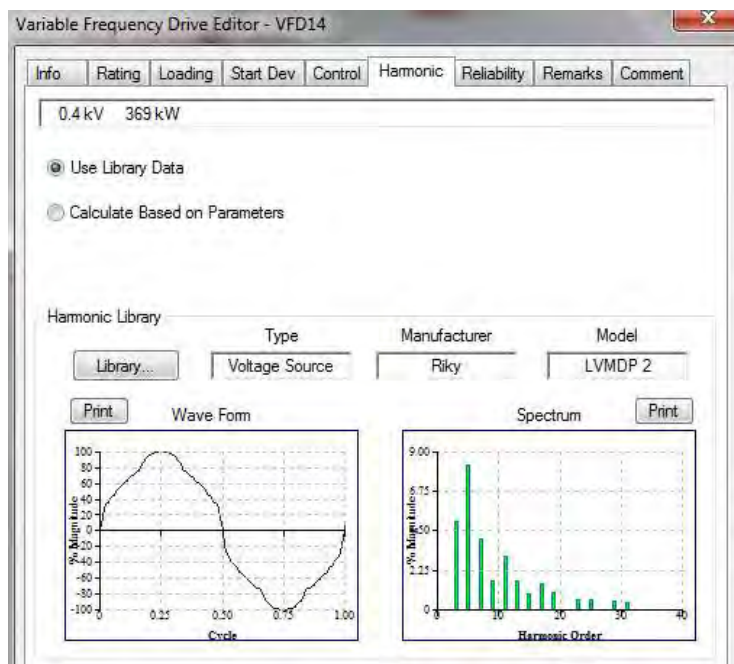 Variable Frequency Drive Editor - VFD14
Info Rating Loading Start Dev Control Harmonic Reliability Remarks Comment
0.4 kV 369 kW
Use Library Data
Calculate Based on Parameters
Harmonic Library
Type Manufacturer Model
Library... Voltage Source Riky LVMDP 2
Print Wave Form Spectrum Print
100
80
60
40
20
0
-20
-40
-30
-80
-100
% Magnitude
0 0.25 0.50 0.75 1.00
Cycle
9.00
6.75
4.50
2.25
0
% Magnitude
0 10 20 30 40
Harmonic Order